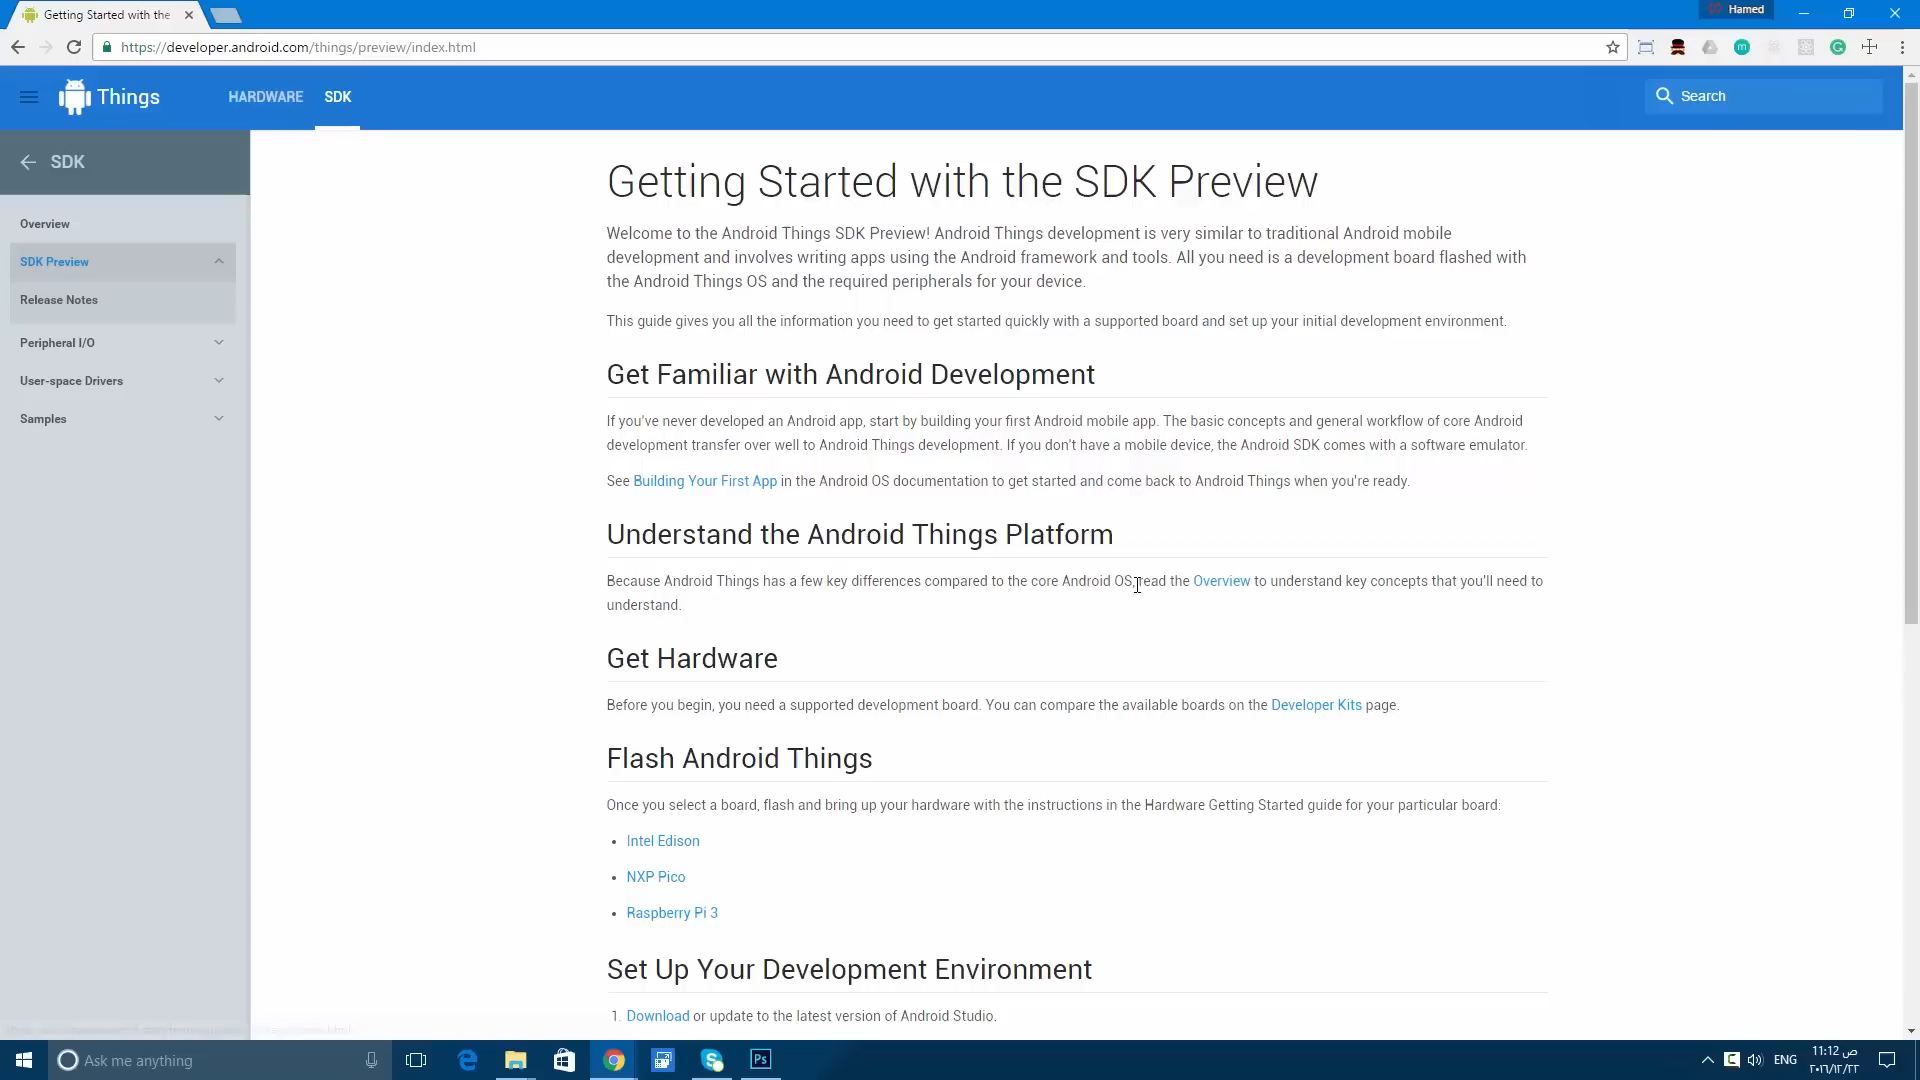 Getting Started with the
Hamed
https://developer.android.com/things/preview/index.html
Things
HARDWARE
SDK
Search
SDK
Overview
SDK Preview
Release Notes
Peripheral I/O
User-space Drivers
Samples
Getting Started with the SDK Preview
Welcome to the Android Things SDK Preview! Android Things development is very similar to traditional Android mobile
development and involves writing apps using the Android framework and tools. All you need is a development board flashed with
the Android Things OS and the required peripherals for your device.
This guide gives you all the information you need to get started quickly with a supported board and set up your initial development environment.
Get Familiar with Android Development
If you've never developed an Android app, start by building your first Android mobile app. The basic concepts and general workflow of core Android
development transfer over well to Android Things development. If you don't have a mobile device, the Android SDK comes with a software emulator.
See Building Your First App in the Android OS documentation to get started and come back to Android Things when you're ready.
Understand the Android Things Platform
Because Android Things has a few key differences compared to the core Android OS, read the Overview to understand key concepts that you'll need to
understand.
Get Hardware
Before you begin, you need a supported development board. You can compare the available boards on the Developer Kits page.
Flash Android Things
Once you select a board, flash and bring up your hardware with the instructions in the Hardware Getting Started guide for your particular board:
• Intel Edison
• NXP Pico
• Raspberry Pi 3
Set Up Your Development Environment
1. Download or update to the latest version of Android Studio.
Ask me anything
Ps
ENG
11:12 ص
٢٠١٦/١٢/٢٢